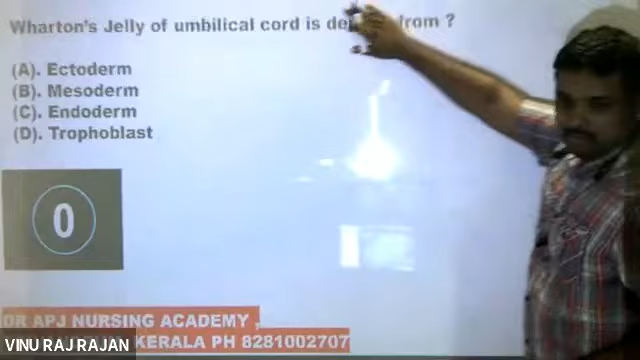 Wharton's Jelly of umbilical cord is de from ?
(A). Ectoderm
(B). Mesoderm
(C). Endoderm
(D). Trophoblast
0
DR APJ NURSING ACADEMY ,
KERALA PH 8281002707
VINU RAJ RAJAN